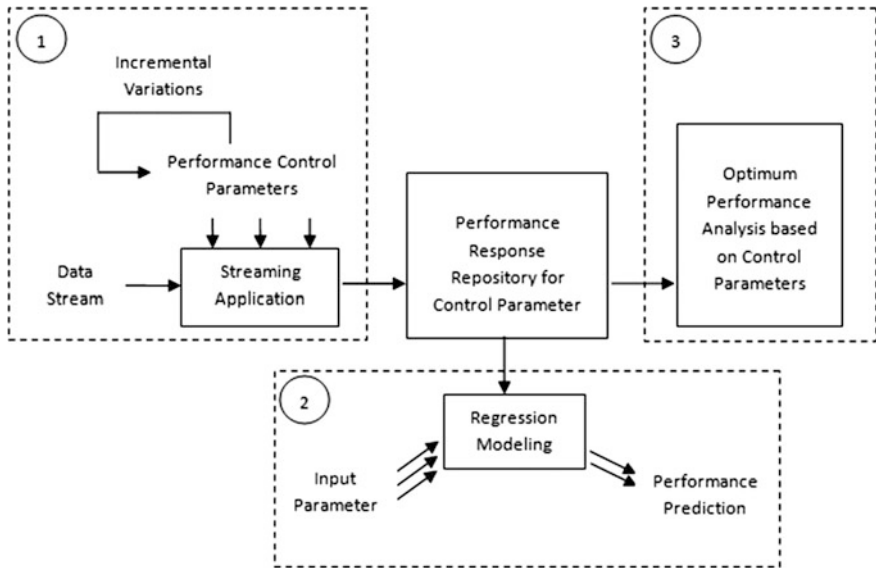 1
Incremental
Variations
Performance Control
Parameters
Data
Stream
Streaming
Application
Performance
Response
Repository for
Control Parameter
3
Optimum
Performance
Analysis based
on Control
Parameters
2
Regression
Modeling
Input
Parameter
Performance
Prediction